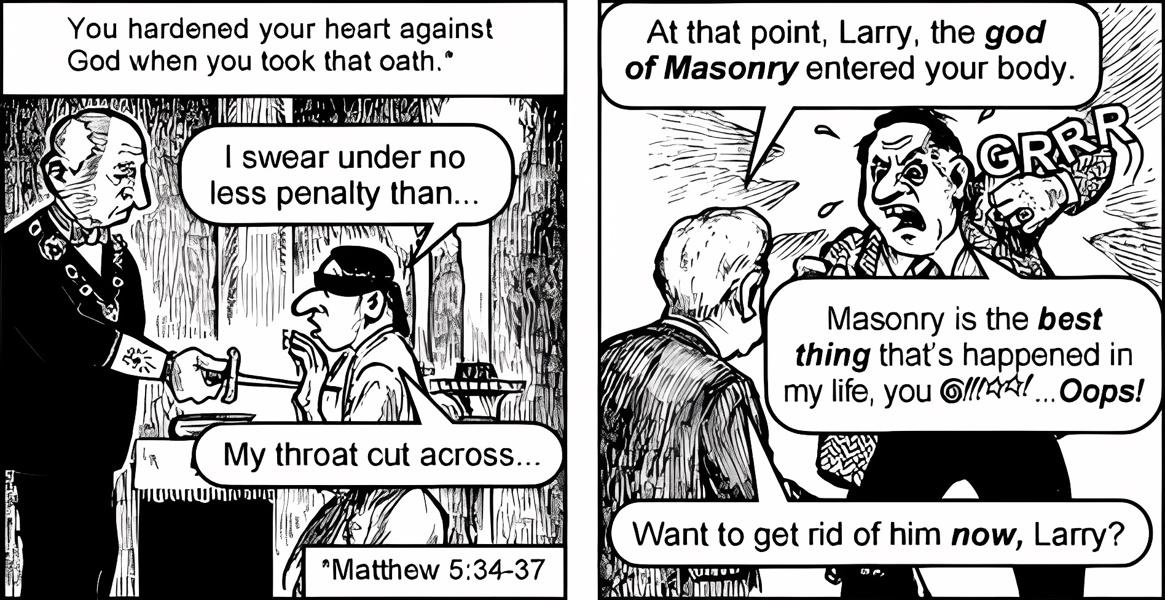 You hardened your heart against
God when you took that oath.*
I swear under no
less penalty than...
My throat cut across...
*Matthew 5:34-37
At that point, Larry, the god
of Masonry entered your body.
GRRR
Masonry is the best
thing that's happened in
my life, you @!!!☆☆!...Oops!
Want to get rid of him now, Larry?